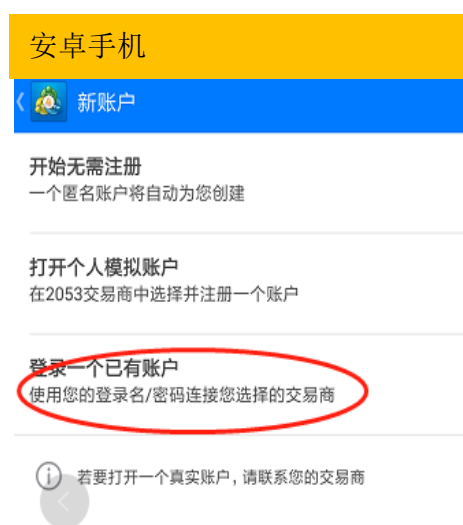 安卓手机
新账户
开始无需注册
一个匿名账户将自动为您创建
打开个人模拟账户
在2053交易商中选择并注册一个账户
登录一个已有账户
使用您的登录名/密码连接您选择的交易商
若要打开一个真实账户，请联系您的交易商